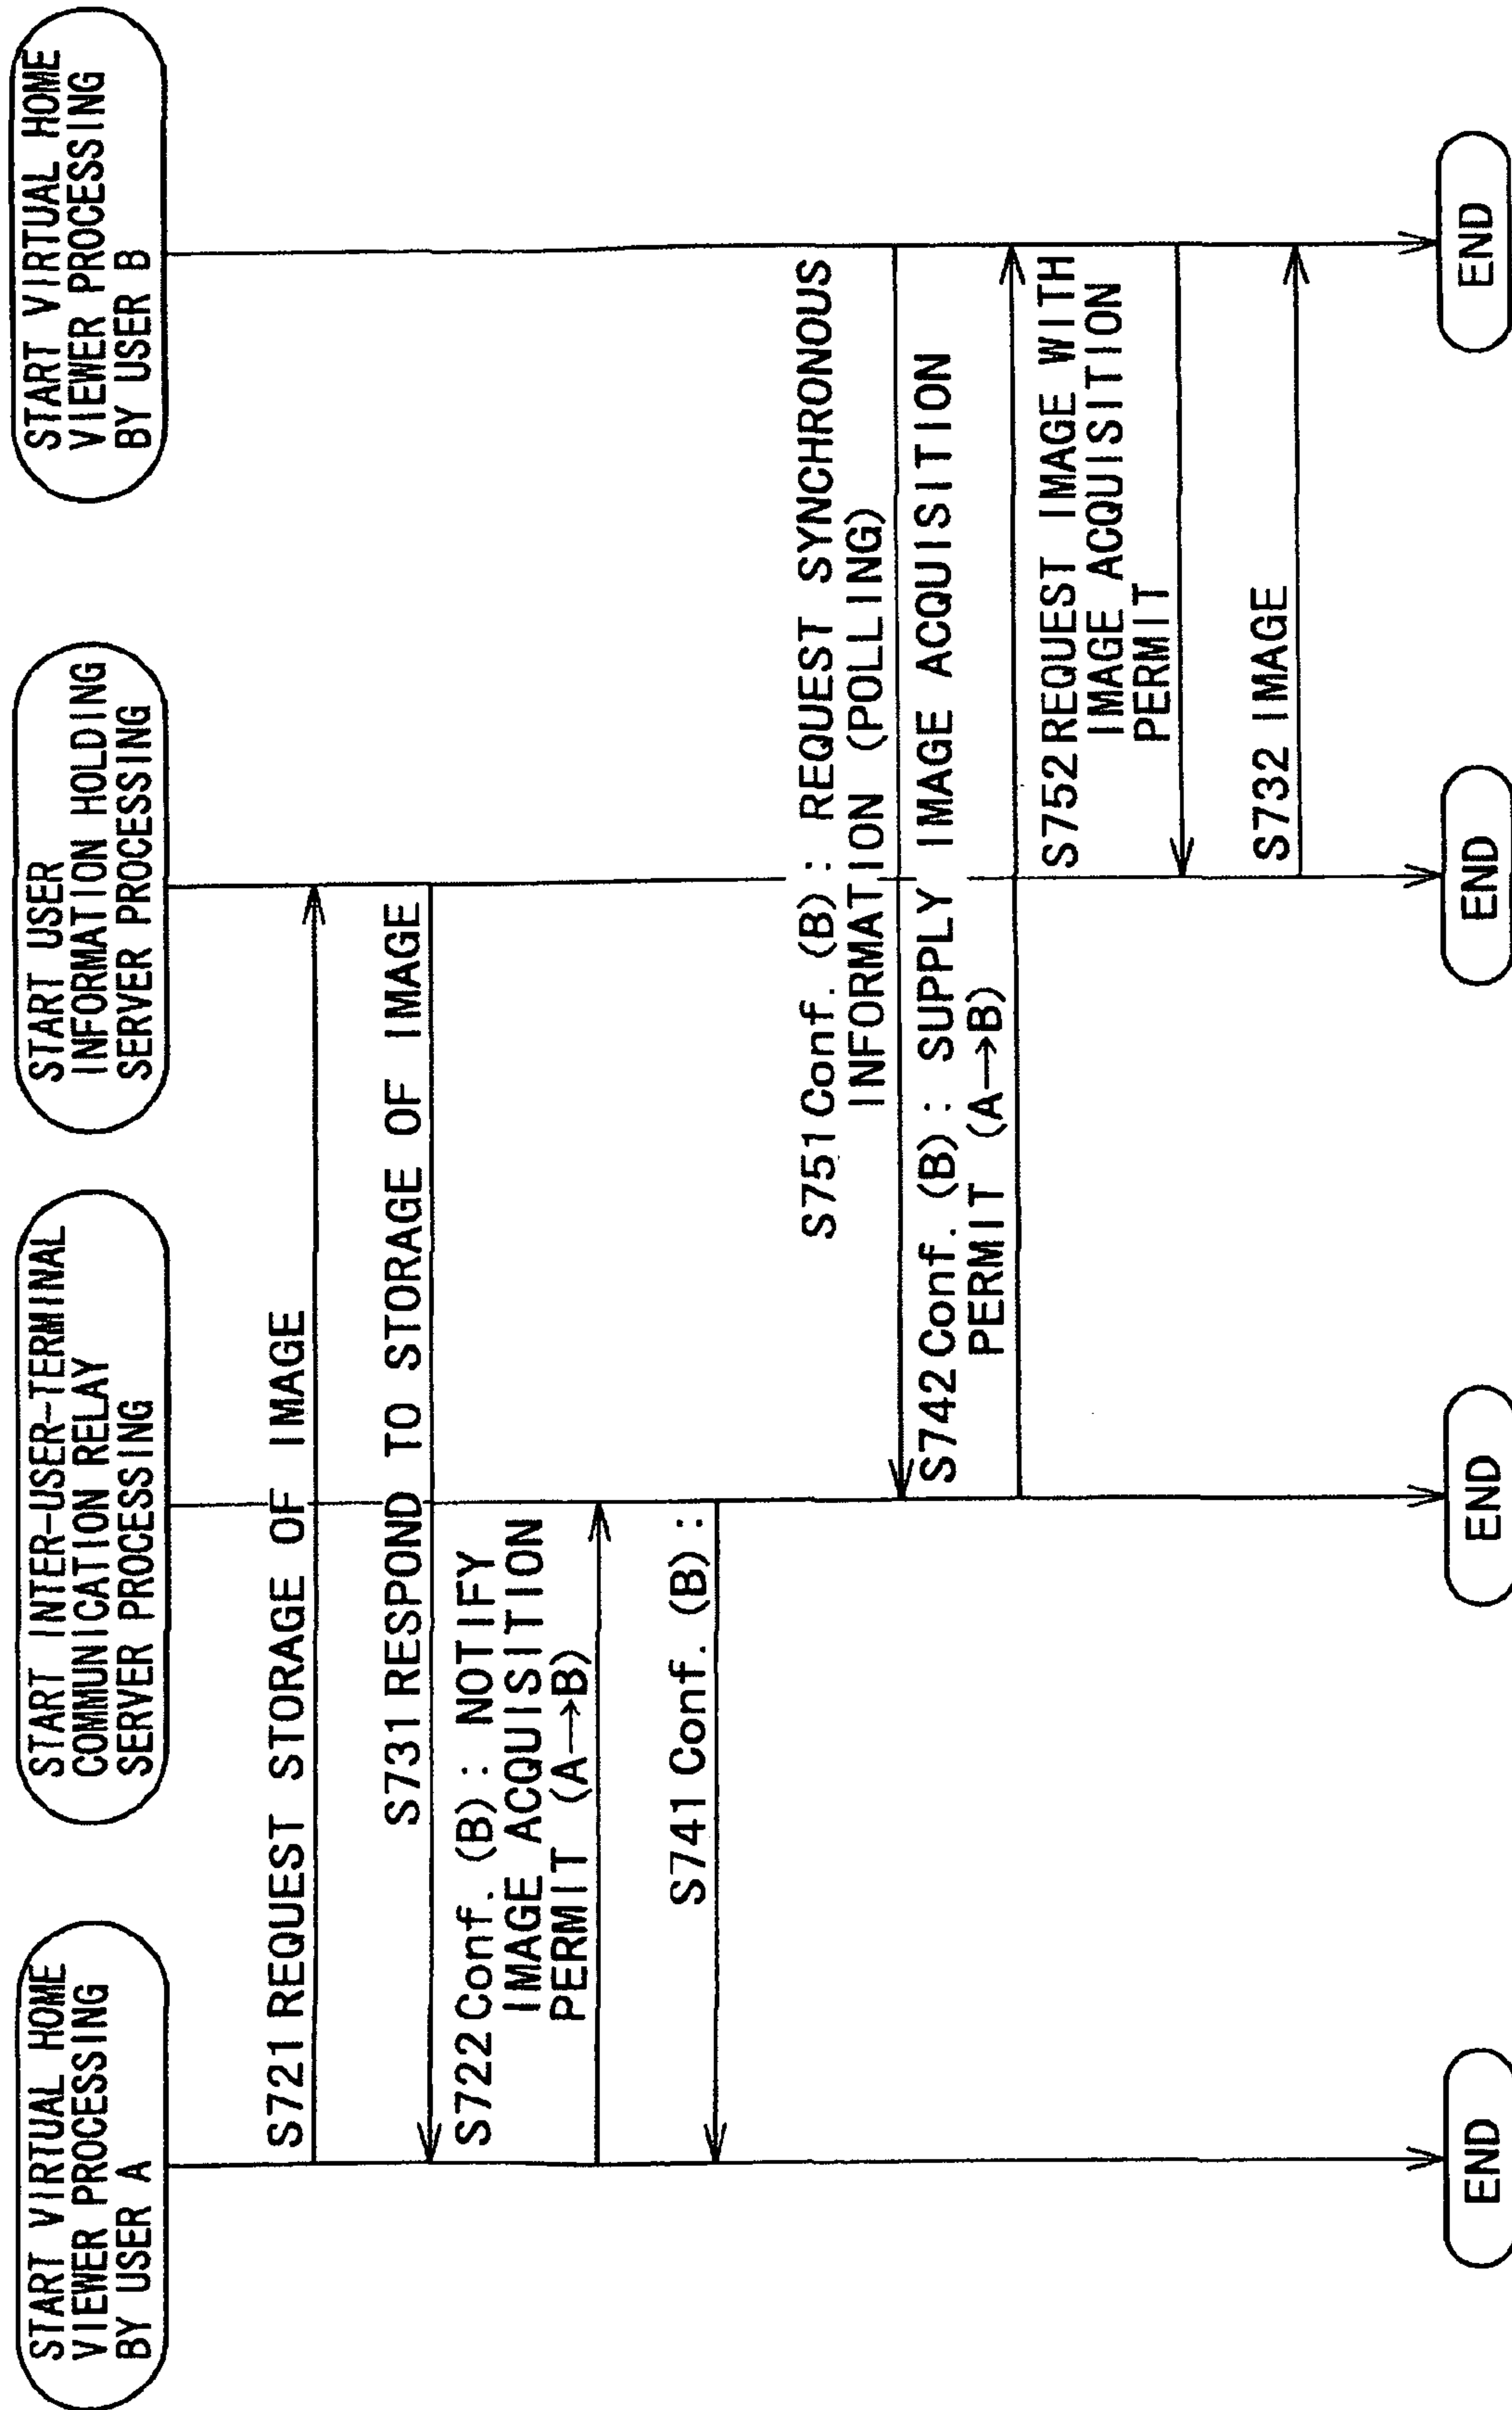 START VIRTUAL HOME
VIEWER PROCESSING
BY USER A
START INTER-USER-TERMINAL
COMMUNICATION RELAY
SERVER PROCESSING
START USER
INFORMATION HOLDING
SERVER PROCESSING
START VIRTUAL HOME
VIEWER PROCESSING
BY USER B
S721 REQUEST STORAGE OF IMAGE
S731 RESPOND TO STORAGE OF IMAGE
S722 Conf. (B) : NOTIFY
IMAGE ACQUISITION
PERMIT (A→B)
S741 Conf. (B) :
S751 Conf. (B) : REQUEST SYNCHRONOUS
INFORMATION (POLLING)
S742 Conf. (B) : SUPPLY IMAGE ACQUISITION
PERMIT (A→B)
S752 REQUEST IMAGE WITH
IMAGE ACQUISITION
PERMIT
S732 IMAGE
END
END
END
END